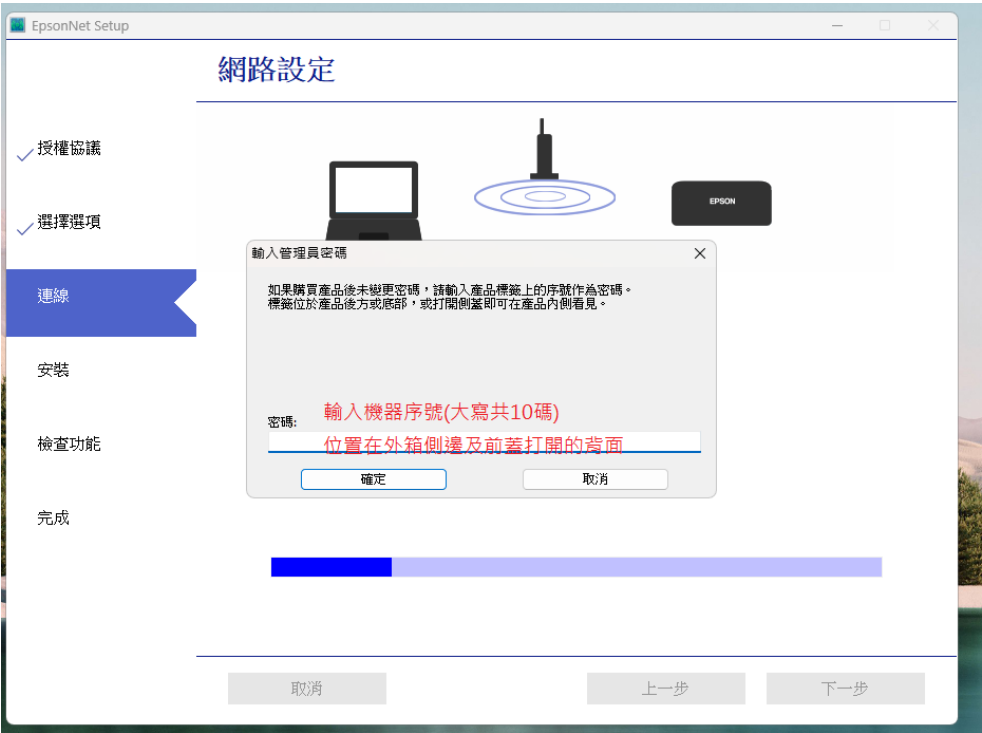 EpsonNet Setup
網路設定
授權協議
選擇選項
連線
安裝
檢查功能
完成
EPSON
輸入管理員密碼
如果購買產品後未變更密碼，請輸入產品標籤上的序號作為密碼。
標籤位於產品後方或底部，或打開側蓋即可在產品內側看見。
密碼:
輸入機器序號(大寫共10碼)
位置在外箱側邊及前蓋打開的背面
確定
取消
取消
上一步
下一步